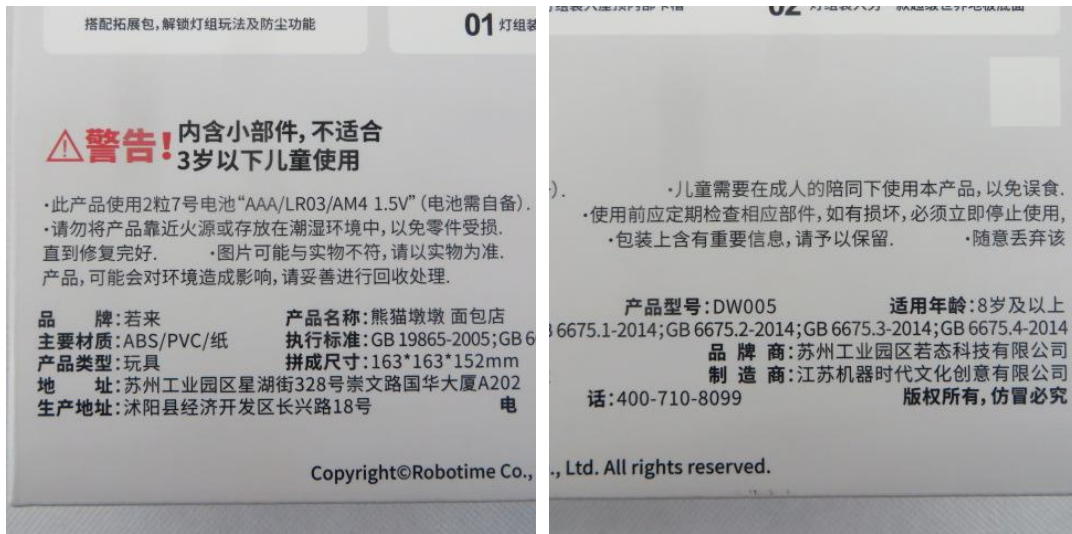 搭配拓展包,解锁灯组玩法及防尘功能
01 灯组装
警告! 内含小部件,不适合
3岁以下儿童使用
·此产品使用2粒7号电池“AAA/LR03/AM4 1.5V”(电池需自备).
·请勿将产品靠近火源或存放在潮湿环境中,以免零件受损.
直到修复完好. ·图片可能与实物不符,请以实物为准.
产品,可能会对环境造成影响,请妥善进行回收处理.
品 牌:若来 产品名称:熊猫墩墩 面包店
主要材质:ABS/PVC/纸 执行标准:GB 19865-2005;GB 6
产品类型:玩具 拼成尺寸:163*163*152mm
地 址:苏州工业园区星湖街328号崇文路国华大厦A202
生产地址:沭阳县经济开发区长兴路18号 电
Copyright©Robotime Co.,
02
).
·儿童需要在成人的陪同下使用本产品,以免误食.
·使用前应定期检查相应部件,如有损坏,必须立即停止使用,
·包装上含有重要信息,请予以保留. ·随意丢弃该
产品型号:DW005 适用年龄:8岁及以上
6675.1-2014;GB 6675.2-2014;GB 6675.3-2014;GB 6675.4-2014
品 牌 商:苏州工业园区若态科技有限公司
制 造 商:江苏机器时代文化创意有限公司
话:400-710-8099 版权所有,仿冒必究
., Ltd. All rights reserved.